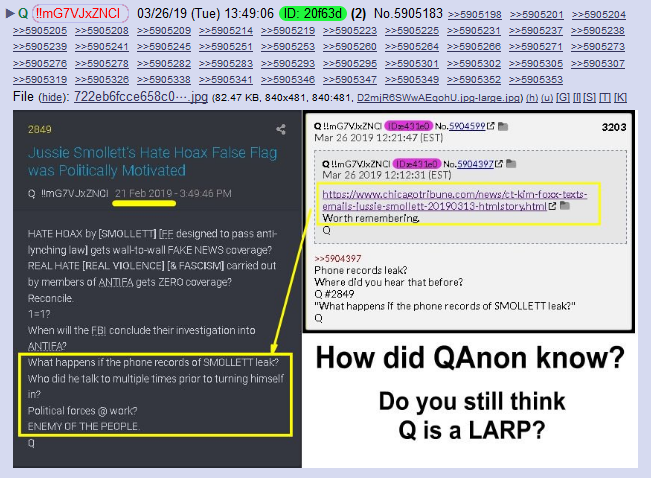 Q !!mG7VJxZNCI 03/26/19 (Tue) 13:49:06 ID: 20f63d (2) No.5905183 >>5905198 >>5905201 >>5905204
>>5905205 >>5905208 >>5905209 >>5905214 >>5905219 >>5905223 >>5905225 >>5905231 >>5905237 >>5905238
>>5905239 >>5905241 >>5905245 >>5905251 >>5905253 >>5905260 >>5905264 >>5905266 >>5905271 >>5905273
>>5905276 >>5905278 >>5905282 >>5905283 >>5905293 >>5905295 >>5905301 >>5905302 >>5905305 >>5905307
>>5905319 >>5905326 >>5905338 >>5905341 >>5905346 >>5905347 >>5905349 >>5905352 >>5905353
File (hide): 722eb6fcce658c0⋯.jpg (82.47 KB, 840x481, 840:481, D2mjR6SWwAEqohU.jpg-large.jpg) (h) (u) [G] [I] [S] [T] [K]
2849
Jussie Smollett's Hate Hoax False Flag
was Politically Motivated
Q !!mG7VJxZNCI 21 Feb 2019 - 3:49:46 PM
HATE HOAX by [SMOLLETT] [FF designed to pass anti-
lynching law] gets wall-to-wall FAKE NEWS coverage?
REAL HATE [REAL VIOLENCE] [& FASCISM] carried out
by members of ANTIFA gets ZERO coverage?
Reconcile.
1=1?
When will the FBI conclude their investigation into
ANTIFA?
What happens if the phone records of SMOLLETT leak?
Who did he talk to multiple times prior to turning himself
in?
Political forces @ work?
ENEMY OF THE PEOPLE.
Q
Q !!mG7VJxZNCI ID:e431e0 No.5904599 3203
Mar 26 2019 12:21:47 (EST)
Q !!mG7VJxZNCI ID:e431e0 No.5904397
Mar 26 2019 12:12:31 (EST)
https://www.chicagotribune.com/news/ct-kim-foxx-texts-
emails-jussie-smollett-20190313-htmlstory.html
Worth remembering.
Q
>>5904397
Phone records leak?
Where did you hear that before?
Q #2849
"What happens if the phone records of SMOLLETT leak?"
Q
How did QAnon know?
Do you still think
Q is a LARP?